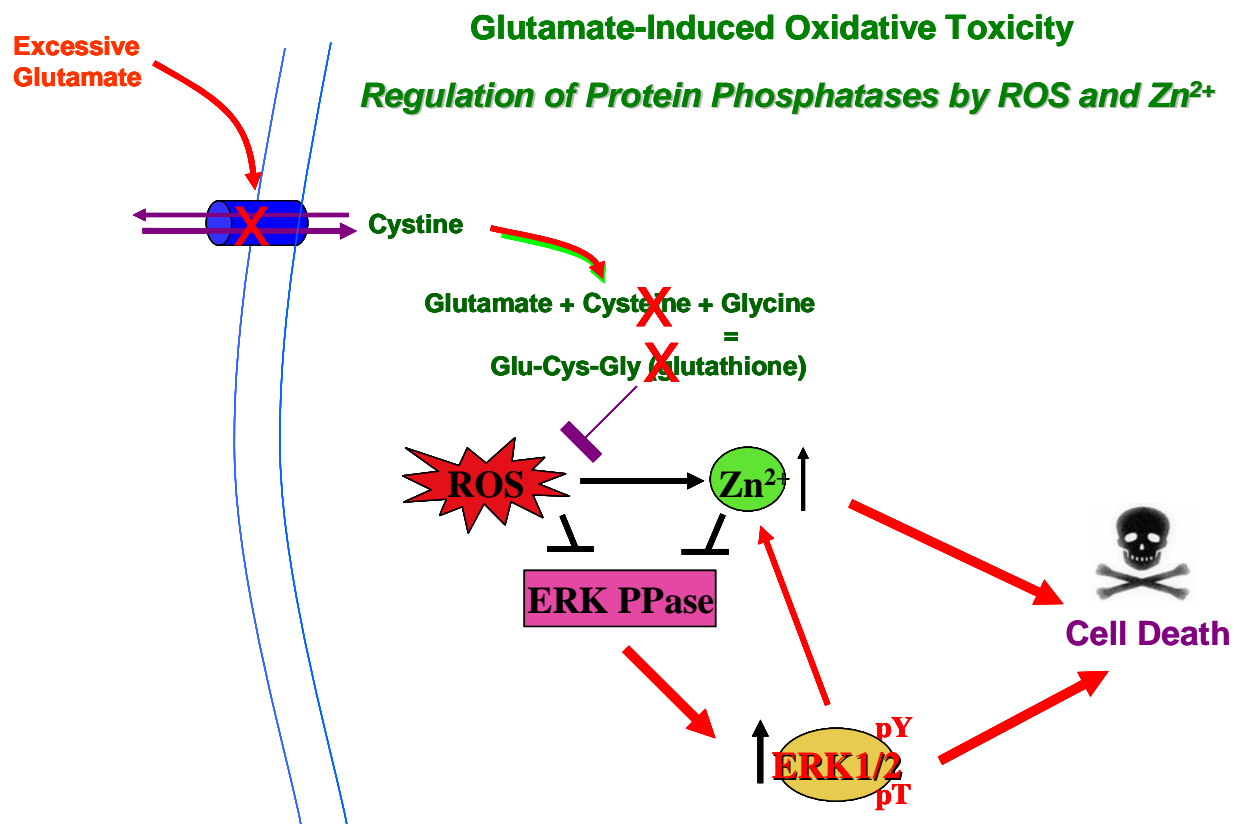 Glutamate-Induced Oxidative Toxicity
Excessive
Glutamate
Regulation of Protein Phosphatases by ROS and Zn²⁺
X
Cystine
Glutamate + Cysteine + Glycine
X
=
Glu-Cys-Gly (glutathione)
X
ROS
Zn²⁺
ERK PPase
Cell Death
pY
ERK1/2
pT